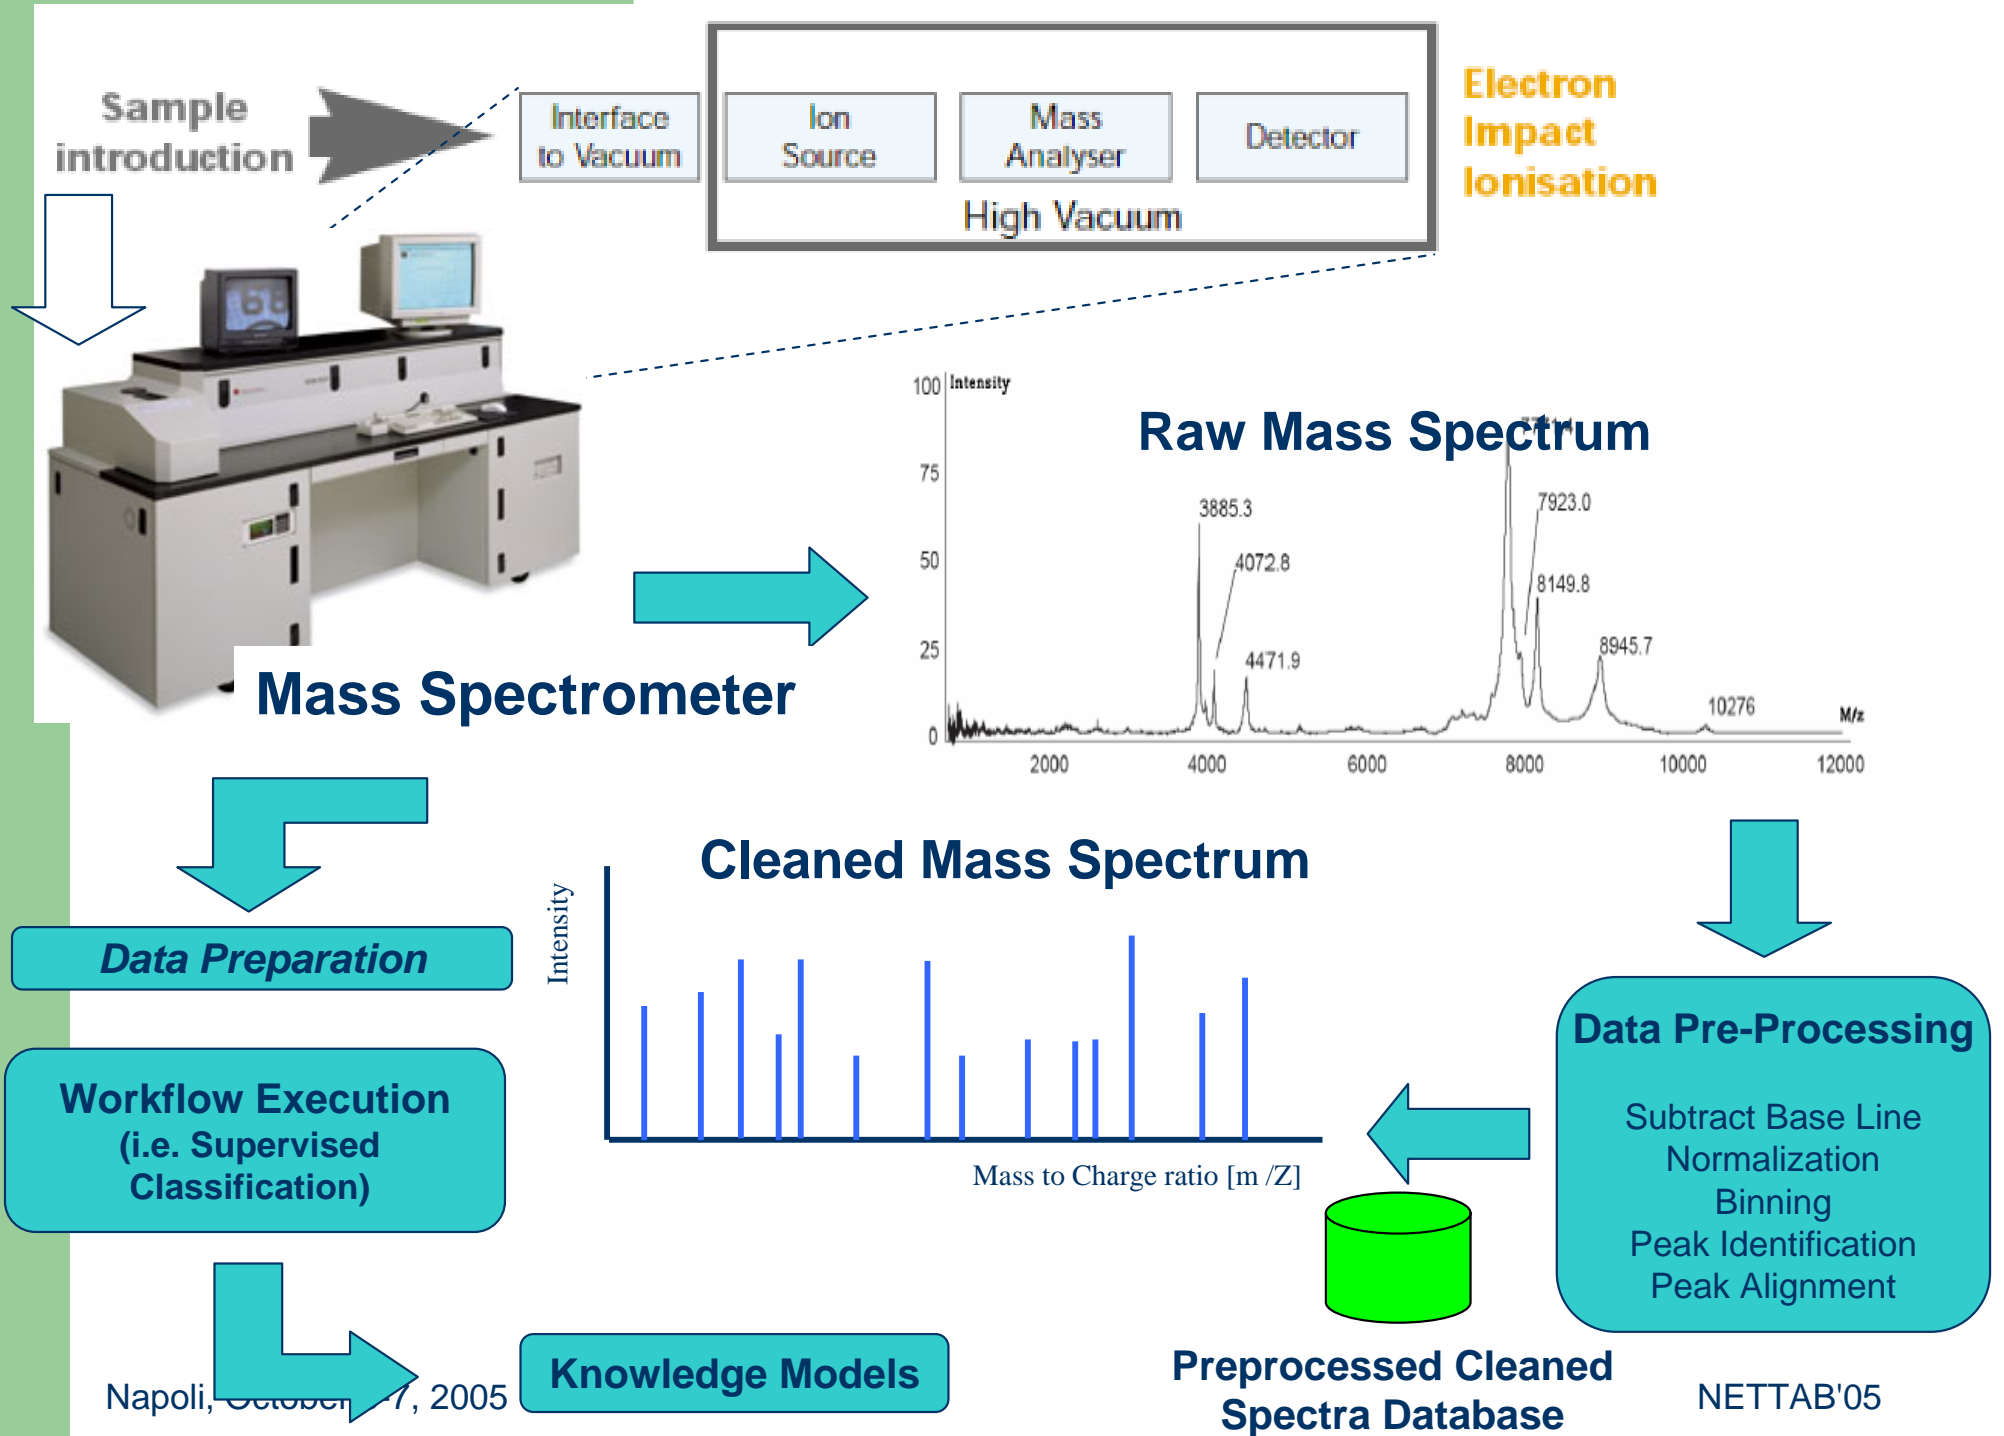 Sample
introduction
Interface
to Vacuum
Ion
Source
Mass
Analyser
Detector
High Vacuum
Electron
Impact
Ionisation
Mass Spectrometer
Raw Mass Spectrum
Intensity
100
75
50
25
0
3885.3
4072.8
4471.9
7923.0
8149.8
8945.7
10276
M/z
2000
4000
6000
8000
10000
12000
Data Pre-Processing
Subtract Base Line
Normalization
Binning
Peak Identification
Peak Alignment
Cleaned Mass Spectrum
Intensity
Mass to Charge ratio [m /Z]
Preprocessed Cleaned
Spectra Database
Data Preparation
Workflow Execution
(i.e. Supervised
Classification)
Knowledge Models
Napoli, October 7, 2005
NETTAB'05